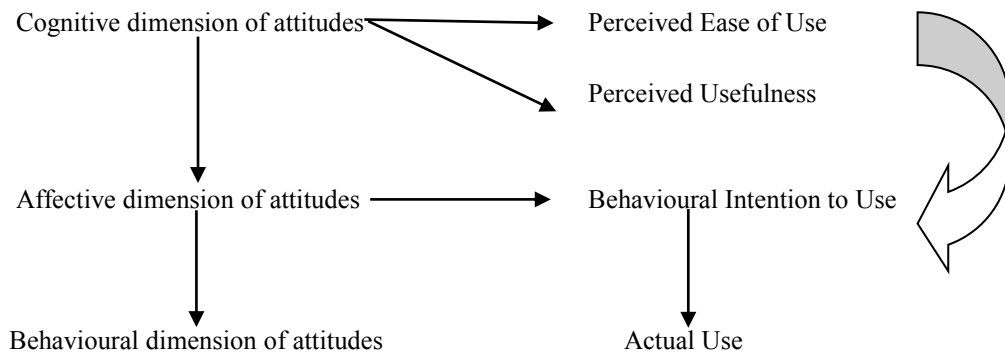 Cognitive dimension of attitudes
Perceived Ease of Use
Perceived Usefulness
Affective dimension of attitudes
Behavioural Intention to Use
Behavioural dimension of attitudes
Actual Use